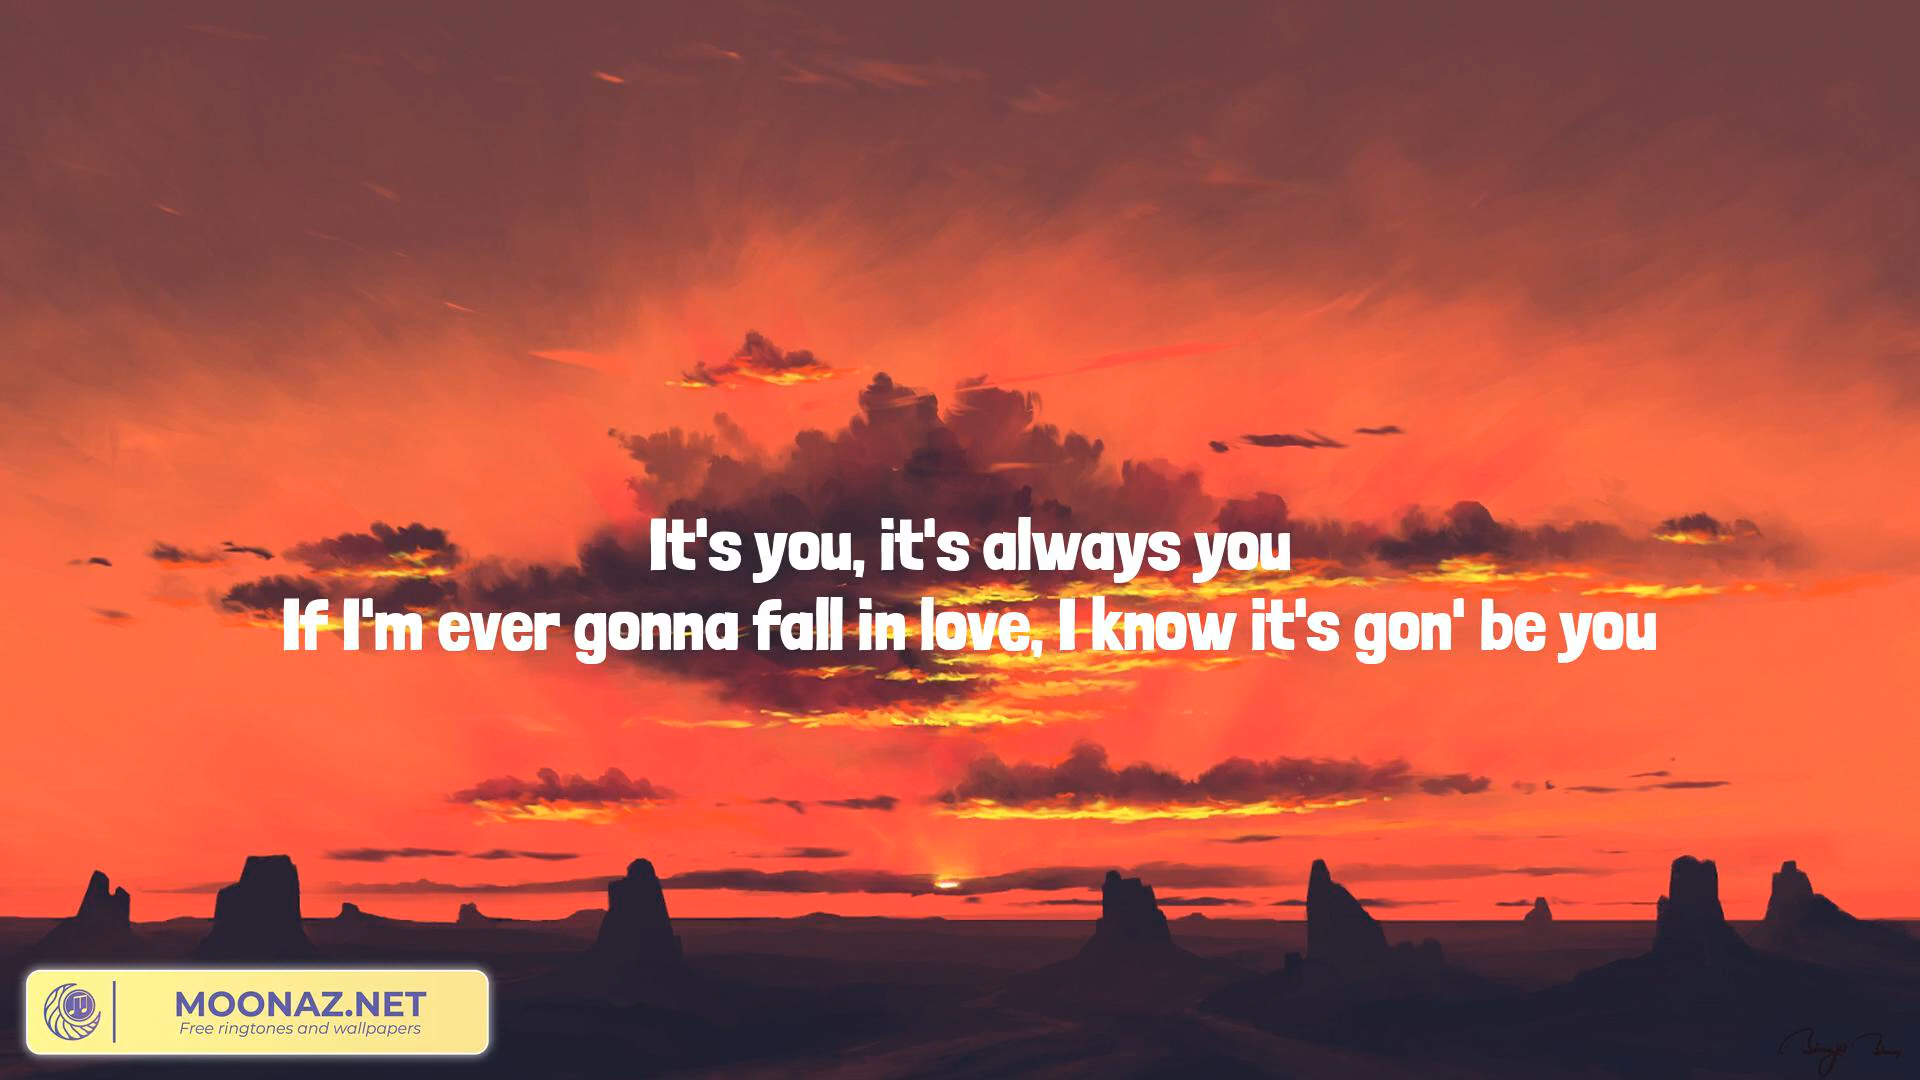 It's you, it's always you
If I'm ever gonna fall in love, I know it's gon' be you
MOONAZ.NET
Free ringtones and wallpapers